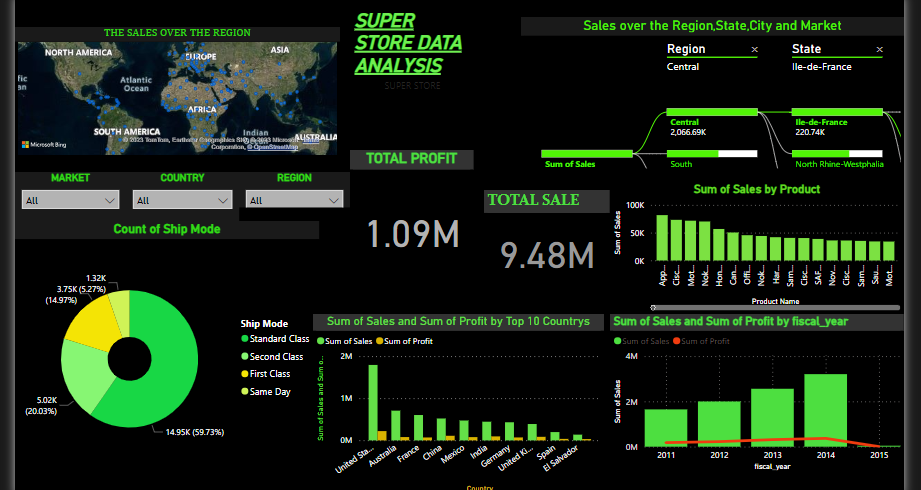 THE SALES OVER THE REGION
NORTH AMERICA
EUROPE
ASIA
Atlantic
Ocean
AFRICA
SOUTH AMERICA
Indian
AUSTRALIA
Microsoft Bing
© OpenStreetMap
SUPER
STORE DATA
ANALYSIS
SUPER STORE
Sales over the Region,State,City and Market
Region ×
Central
State ×
Ile-de-France
Sum of Sales
Central
2,066.69K
South
Ile-de-France
220.74K
North Rhine-Westphalia
MARKET
COUNTRY
REGION
All
All
All
TOTAL PROFIT
1.09M
TOTAL SALE
9.48M
Sum of Sales by Product
Sum of Sales
100K
50K
0K
App...
Cisc...
Mot...
Nok...
Hon...
Can...
Offi...
Nok...
Har...
Sam...
Cisc...
SAF...
Nov...
Cisc...
Sam...
Sau...
Mot...
Product Name
Count of Ship Mode
1.32K
(5.27%)
3.75K
(14.97%)
5.02K
(20.03%)
14.95K (59.73%)
Ship Mode
Standard Class
Second Class
First Class
Same Day
Sum of Sales and Sum of Profit by Top 10 Countrys
Sum of Sales
Sum of Profit
Sum of Sales and Sum o...
2M
1M
0M
United Sta...
Australia
France
China
Mexico
India
Germany
United Ki...
Spain
El Salvador
Country
Sum of Sales and Sum of Profit by fiscal_year
Sum of Sales
Sum of Profit
Sum of Sales
4M
2M
0M
2011
2012
2013
2014
2015
fiscal_year